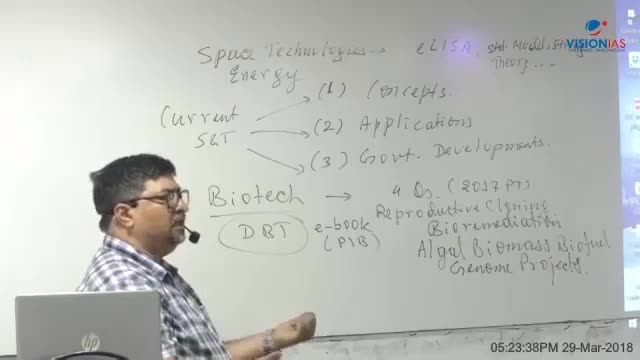 VISIONIAS
Space Technologies → eLISA, Std. Model, String Theory ...
Energy
Current S&T
(1) Concepts
(2) Applications
(3) Govt. Developments.
Biotech → 4 Qs. (2017 PT)
DBT
e-book (PIB)
Reproductive Cloning
Bioremediation
Algal Biomass Biofuel
Genome Projects.
hp
05:23:38PM 29-Mar-2018